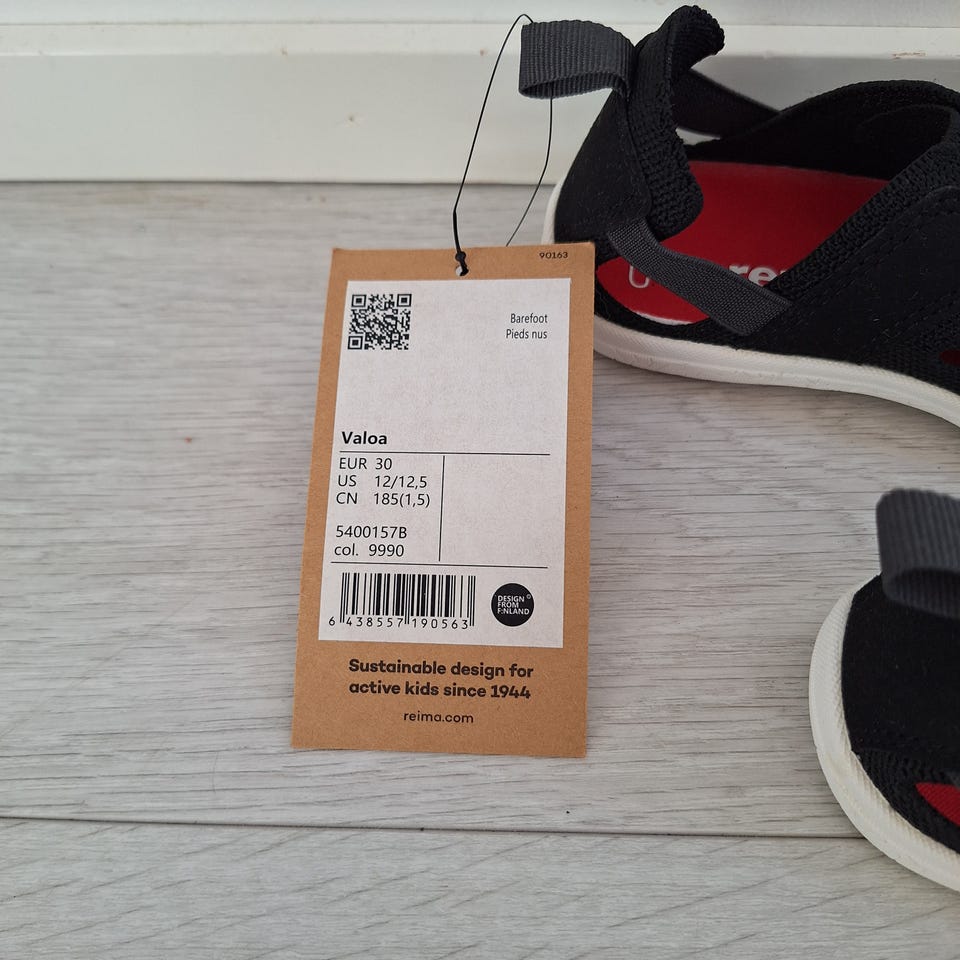 90163
Barefoot
Pieds nus
Valoa
EUR 30
US 12/12,5
CN 185(1,5)
5400157B
col. 9990
6 438557 190563
DESIGN
FROM
F:NLAND
Sustainable design for
active kids since 1944
reima.com